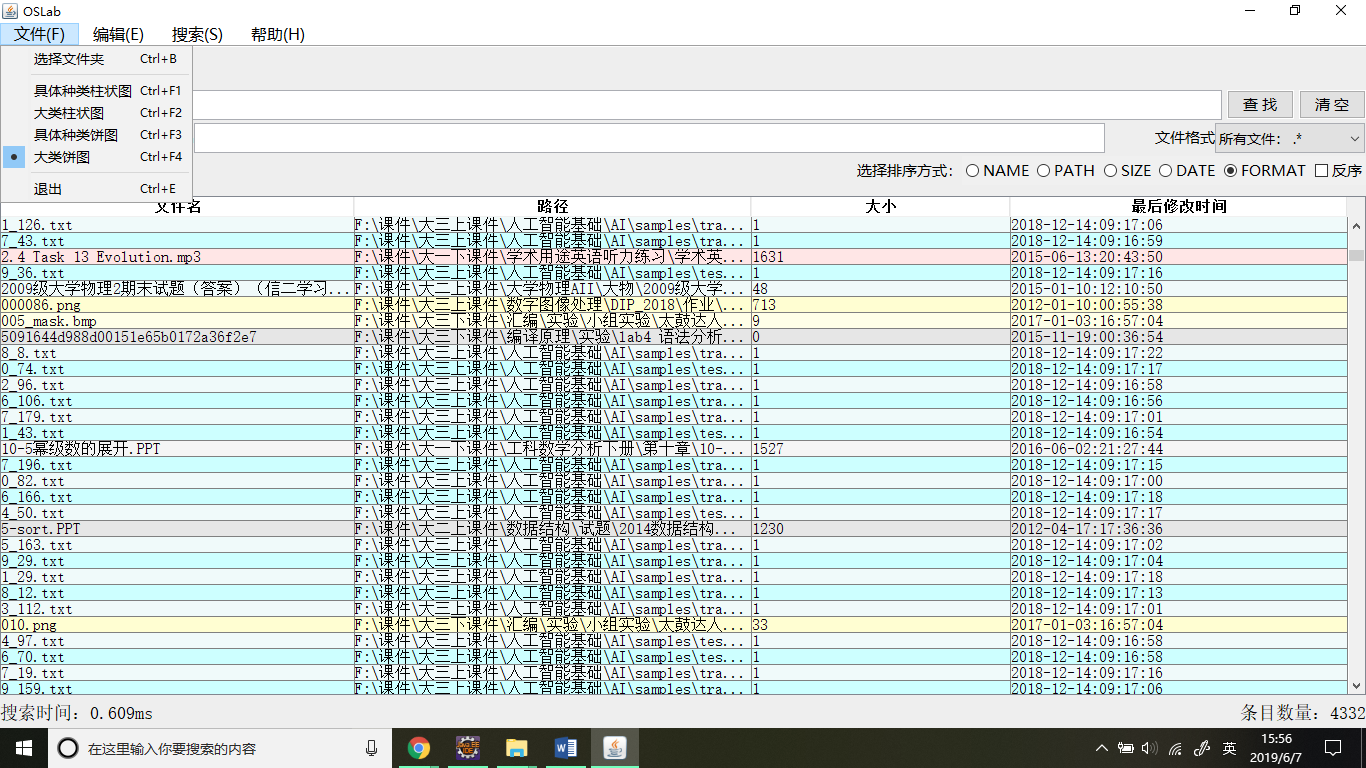 OSLab
文件(F) 编辑(E) 搜索(S) 帮助(H)
选择文件夹 Ctrl+B
具体种类柱状图 Ctrl+F1
大类柱状图 Ctrl+F2
具体种类饼图 Ctrl+F3
大类饼图 Ctrl+F4
退出 Ctrl+E
查找 清空
文件格式 所有文件： .*
选择排序方式： NAME PATH SIZE DATE FORMAT 反序
文件名 路径 大小 最后修改时间
1_126.txt F:\课件\大三上课件\人工智能基础\AI\samples\tra... 1 2018-12-14:09:17:06
7_43.txt F:\课件\大三上课件\人工智能基础\AI\samples\tra... 1 2018-12-14:09:16:59
2.4 Task 13 Evolution.mp3 F:\课件\大一下课件\学术用途英语听力练习\学术英... 1631 2015-06-13:20:43:50
9_36.txt F:\课件\大三上课件\人工智能基础\AI\samples\tes... 1 2018-12-14:09:17:16
2009级大学物理2期末试题（答案）（信二学习... F:\课件\大二上课件\大学物理AII\大物\2009级大学... 48 2015-01-10:12:10:50
000086.png F:\课件\大三上课件\数字图像处理\DIP_2018\作业\... 713 2012-01-10:00:55:38
005_mask.bmp F:\课件\大三下课件\汇编\实验\小组实验\太鼓达人... 9 2017-01-03:16:57:04
5091644d988d00151e65b0172a36f2e7 F:\课件\大三下课件\编译原理\实验\lab4 语法分析... 0 2015-11-19:00:36:54
8_8.txt F:\课件\大三上课件\人工智能基础\AI\samples\tra... 1 2018-12-14:09:17:22
0_74.txt F:\课件\大三上课件\人工智能基础\AI\samples\tes... 1 2018-12-14:09:17:17
2_96.txt F:\课件\大三上课件\人工智能基础\AI\samples\tra... 1 2018-12-14:09:16:58
6_106.txt F:\课件\大三上课件\人工智能基础\AI\samples\tra... 1 2018-12-14:09:16:56
7_179.txt F:\课件\大三上课件\人工智能基础\AI\samples\tra... 1 2018-12-14:09:17:01
1_43.txt F:\课件\大三上课件\人工智能基础\AI\samples\tes... 1 2018-12-14:09:16:54
10-5幂级数的展开.PPT F:\课件\大一下课件\工科数学分析下册\第十章\10-... 1527 2016-06-02:21:27:44
7_196.txt F:\课件\大三上课件\人工智能基础\AI\samples\tra... 1 2018-12-14:09:17:15
0_82.txt F:\课件\大三上课件\人工智能基础\AI\samples\tra... 1 2018-12-14:09:17:00
6_166.txt F:\课件\大三上课件\人工智能基础\AI\samples\tra... 1 2018-12-14:09:17:18
4_50.txt F:\课件\大三上课件\人工智能基础\AI\samples\tes... 1 2018-12-14:09:17:17
5-sort.PPT F:\课件\大二上课件\数据结构\试题\2014数据结构... 1230 2012-04-17:17:36:36
5_163.txt F:\课件\大三上课件\人工智能基础\AI\samples\tra... 1 2018-12-14:09:17:02
9_29.txt F:\课件\大三上课件\人工智能基础\AI\samples\tra... 1 2018-12-14:09:17:04
1_29.txt F:\课件\大三上课件\人工智能基础\AI\samples\tra... 1 2018-12-14:09:17:18
8_12.txt F:\课件\大三上课件\人工智能基础\AI\samples\tra... 1 2018-12-14:09:17:13
3_112.txt F:\课件\大三上课件\人工智能基础\AI\samples\tra... 1 2018-12-14:09:17:01
010.png F:\课件\大三下课件\汇编\实验\小组实验\太鼓达人... 33 2017-01-03:16:57:04
4_97.txt F:\课件\大三上课件\人工智能基础\AI\samples\tes... 1 2018-12-14:09:16:58
6_70.txt F:\课件\大三上课件\人工智能基础\AI\samples\tes... 1 2018-12-14:09:16:58
7_19.txt F:\课件\大三上课件\人工智能基础\AI\samples\tra... 1 2018-12-14:09:17:16
9_159.txt F:\课件\大三上课件\人工智能基础\AI\samples\tra... 1 2018-12-14:09:17:06
搜索时间：0.609ms 条目数量：4332
在这里输入你要搜索的内容 英 15:56
2019/6/7